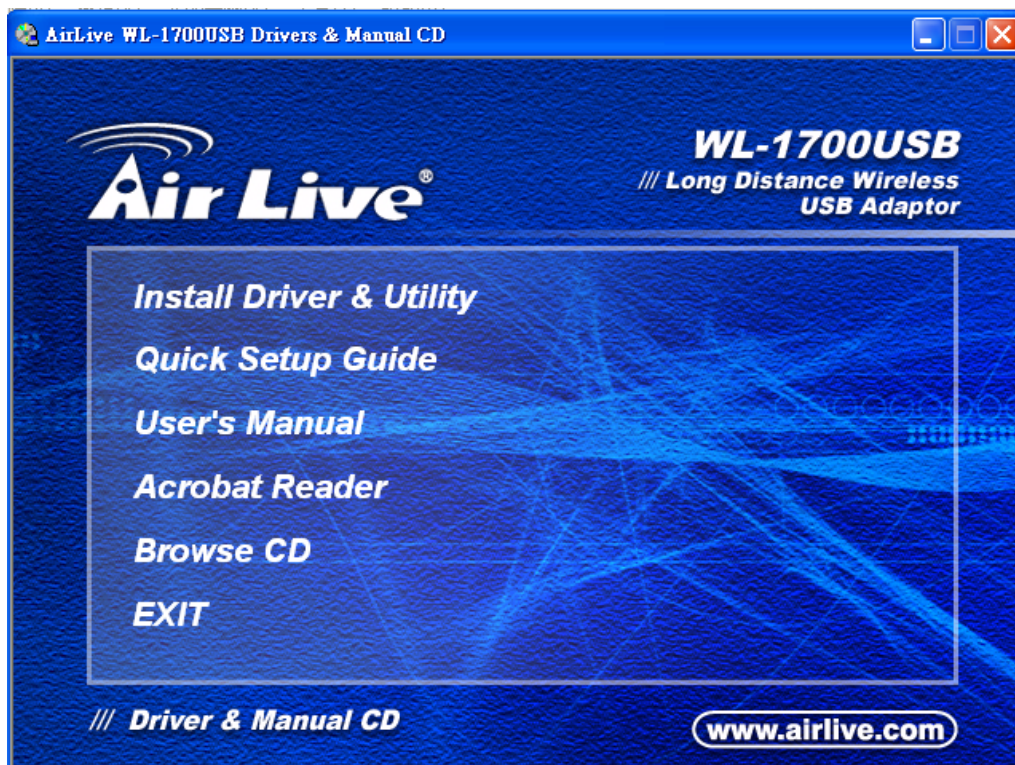 AirLive WL-1700USB Drivers & Manual CD
Air Live®
WL-1700USB
/// Long Distance Wireless
USB Adaptor
Install Driver & Utility
Quick Setup Guide
User's Manual
Acrobat Reader
Browse CD
EXIT
/// Driver & Manual CD
www.airlive.com